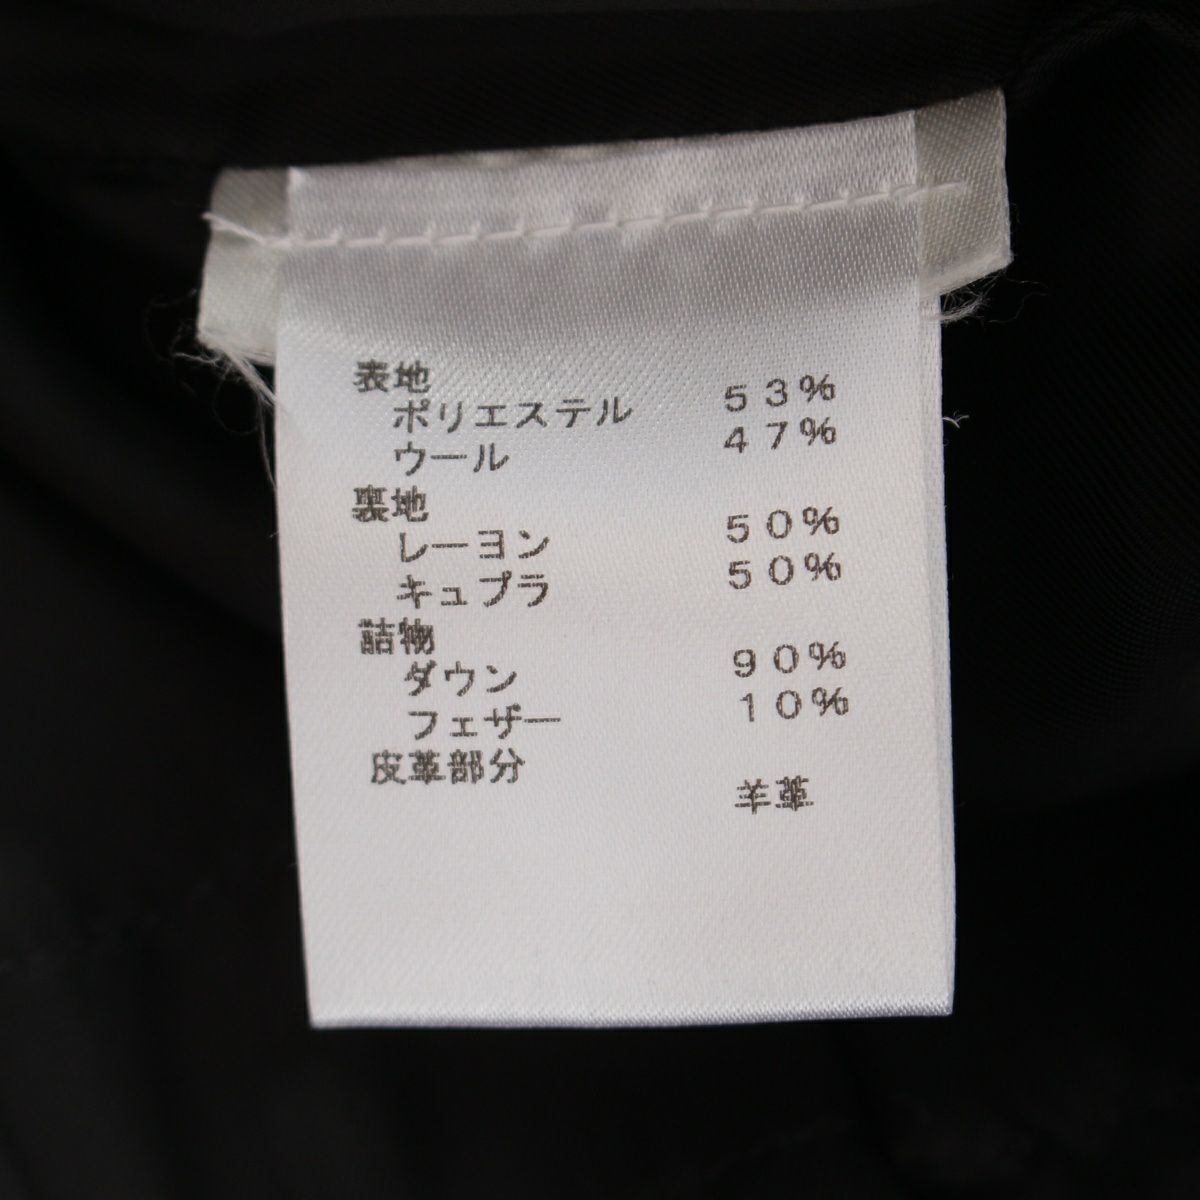 表地
ポリエステル 53%
ウール 47%
裏地
レーヨン 50%
キュプラ 50%
詰物
ダウン 90%
フェザー 10%
皮革部分
羊革